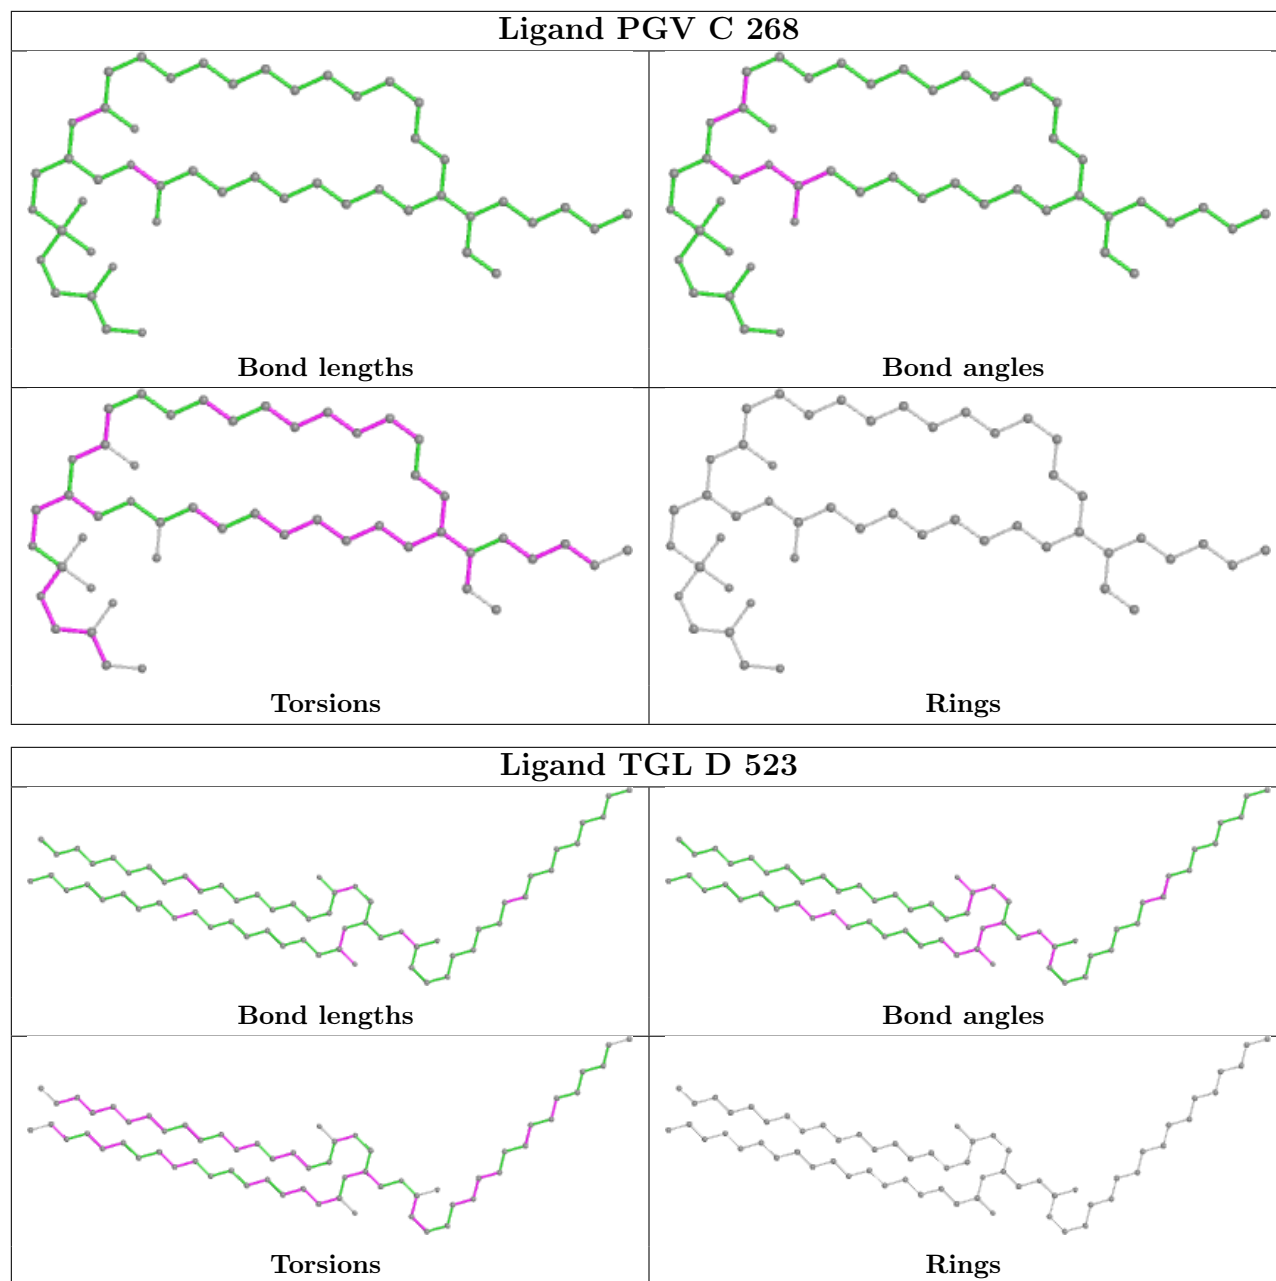 Ligand PGV C 268
Bond lengths
Bond angles
Torsions
Rings
Ligand TGL D 523
Bond lengths
Bond angles
Torsions
Rings